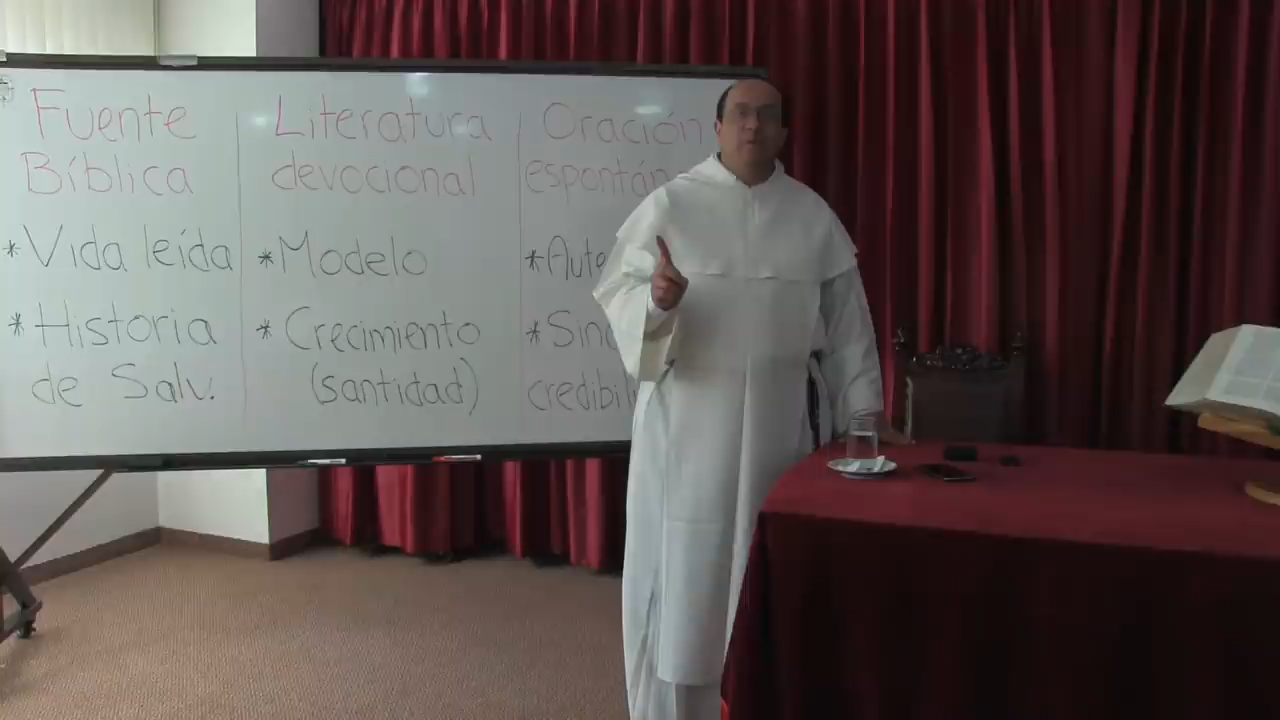 Fuente
Bíblica
*Vida leída
*Historia
de Salv.
Literatura
devocional
*Modelo
*Crecimiento
(santidad)
Oración